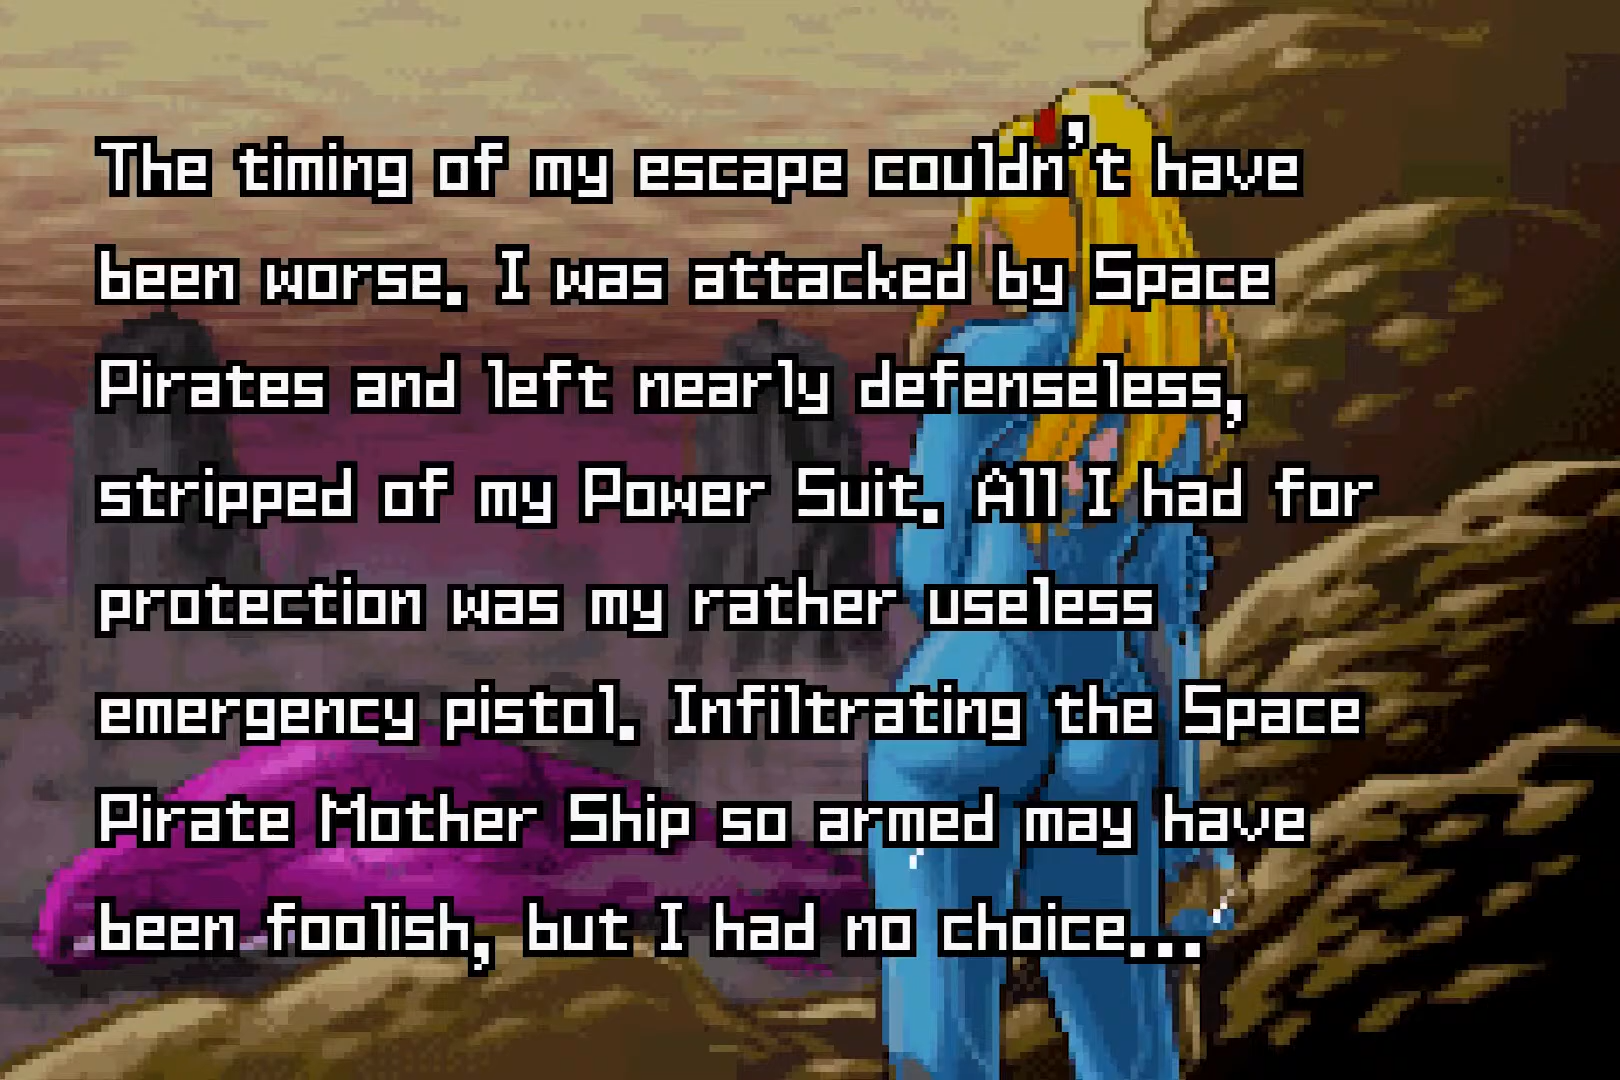 The timing of my escape couldn't have
been worse. I was attacked by Space
Pirates and left nearly defenseless,
stripped of my Power Suit. All I had for
protection was my rather useless
emergency pistol. Infiltrating the Space
Pirate Mother Ship so armed may have
been foolish, but I had no choice...